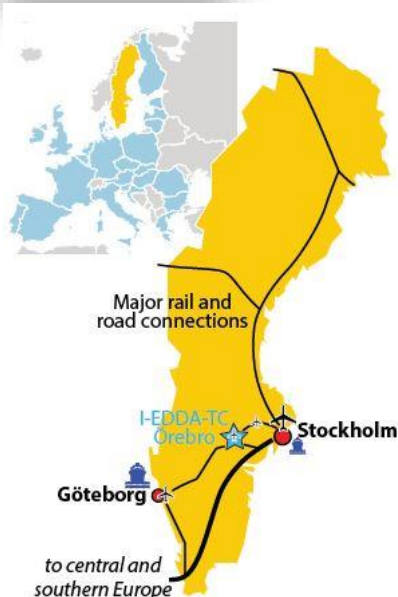 Major rail and
road connections
I-EDDA-TC
Örebro
Stockholm
Göteborg
to central and
southern Europe